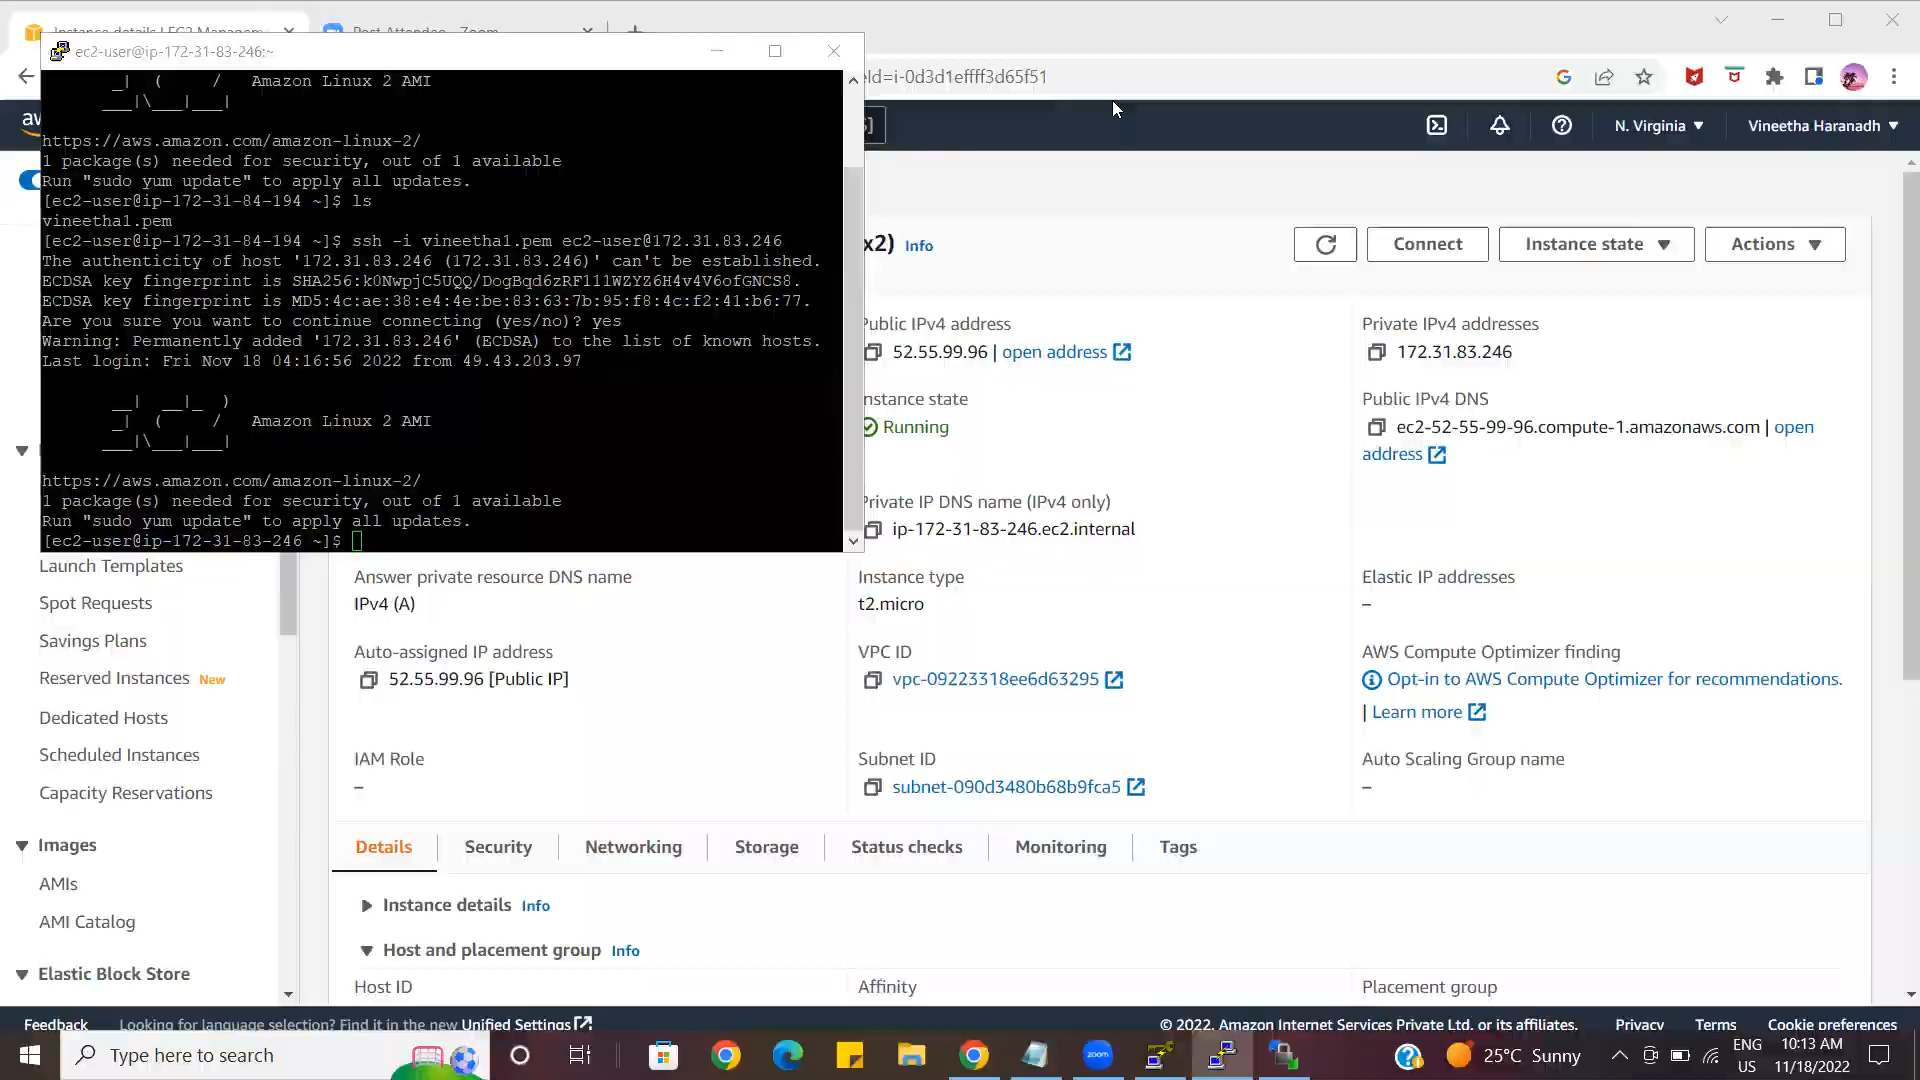 ec2-user@ip-172-31-83-246:~
_|  (     /   Amazon Linux 2 AMI
___|\___|___|
https://aws.amazon.com/amazon-linux-2/
1 package(s) needed for security, out of 1 available
Run "sudo yum update" to apply all updates.
[ec2-user@ip-172-31-84-194 ~]$ ls
vineetha1.pem
[ec2-user@ip-172-31-84-194 ~]$ ssh -i vineetha1.pem ec2-user@172.31.83.246
The authenticity of host '172.31.83.246 (172.31.83.246)' can't be established.
ECDSA key fingerprint is SHA256:k0NwpjC5UQQ/DogBqd6zRF111WZYZ6H4v4V6ofGNCS8.
ECDSA key fingerprint is MD5:4c:ae:38:e4:4e:be:83:63:7b:95:f8:4c:f2:41:b6:77.
Are you sure you want to continue connecting (yes/no)? yes
Warning: Permanently added '172.31.83.246' (ECDSA) to the list of known hosts.
Last login: Fri Nov 18 04:16:56 2022 from 49.43.203.97
__|  __|_  )
_|  (     /   Amazon Linux 2 AMI
___|\___|___|
https://aws.amazon.com/amazon-linux-2/
1 package(s) needed for security, out of 1 available
Run "sudo yum update" to apply all updates.
[ec2-user@ip-172-31-83-246 ~]$
eId=i-0d3d1effff3d65f51
N. Virginia
Vineetha Haranadh
x2) Info
Connect
Instance state
Actions
Public IPv4 address
52.55.99.96 | open address
Private IPv4 addresses
172.31.83.246
Instance state
Running
Public IPv4 DNS
ec2-52-55-99-96.compute-1.amazonaws.com | open
address
Private IP DNS name (IPv4 only)
ip-172-31-83-246.ec2.internal
Answer private resource DNS name
IPv4 (A)
Instance type
t2.micro
Elastic IP addresses
–
Auto-assigned IP address
52.55.99.96 [Public IP]
VPC ID
vpc-09223318ee6d63295
AWS Compute Optimizer finding
Opt-in to AWS Compute Optimizer for recommendations.
| Learn more
IAM Role
–
Subnet ID
subnet-090d3480b68b9fca5
Auto Scaling Group name
–
Launch Templates
Spot Requests
Savings Plans
Reserved Instances New
Dedicated Hosts
Scheduled Instances
Capacity Reservations
Images
AMIs
AMI Catalog
Elastic Block Store
Details
Security
Networking
Storage
Status checks
Monitoring
Tags
Instance details Info
Host and placement group Info
Host ID
Affinity
Placement group
Feedback
Looking for language selection? Find it in the new Unified Settings
© 2022, Amazon Internet Services Private Ltd. or its affiliates.
Privacy
Terms
Cookie preferences
Type here to search
zoom
25°C Sunny
ENG
US
10:13 AM
11/18/2022